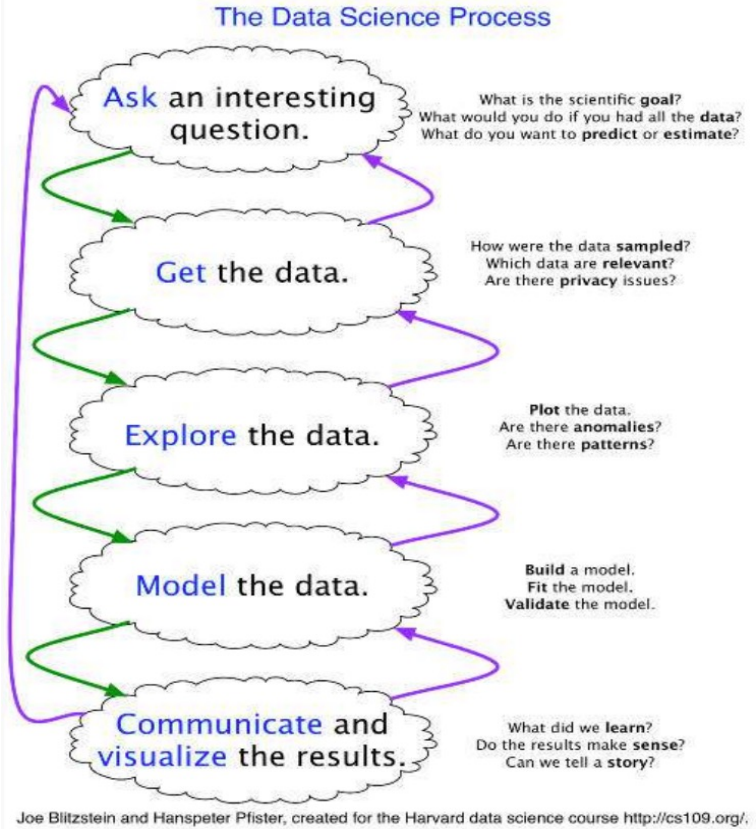 The Data Science Process
Ask an interesting
question.
What is the scientific goal?
What would you do if you had all the data?
What do you want to predict or estimate?
Get the data.
How were the data sampled?
Which data are relevant?
Are there privacy issues?
Explore the data.
Plot the data.
Are there anomalies?
Are there patterns?
Model the data.
Build a model.
Fit the model.
Validate the model.
Communicate and
visualize the results.
What did we learn?
Do the results make sense?
Can we tell a story?
Joe Blitzstein and Hanspeter Pfister, created for the Harvard data science course http://cs109.org/.